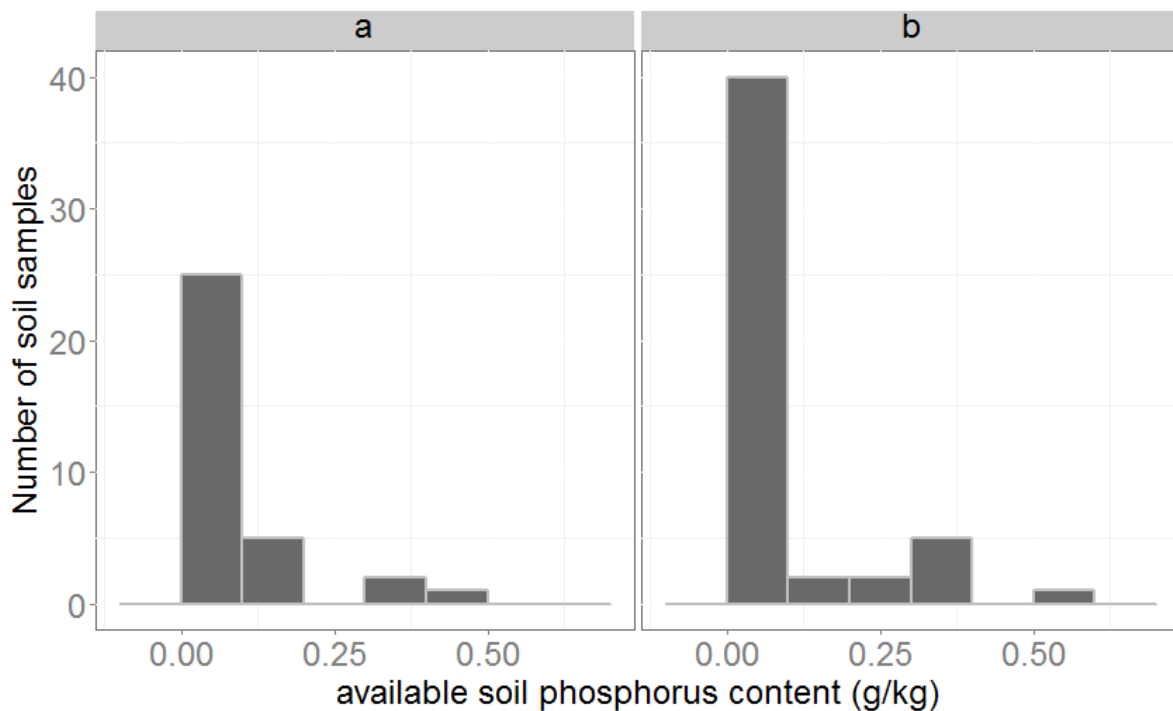 a
b
Number of soil samples
40
30
20
10
0
0.00 0.25 0.50
0.00 0.25 0.50
available soil phosphorus content (g/kg)